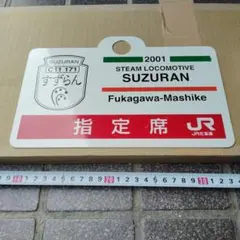 C11 171
すずらん
2001
STEAM LOCOMOTIVE
SUZURAN
Fukagawa-Mashike
指定席
JR
JR北海道